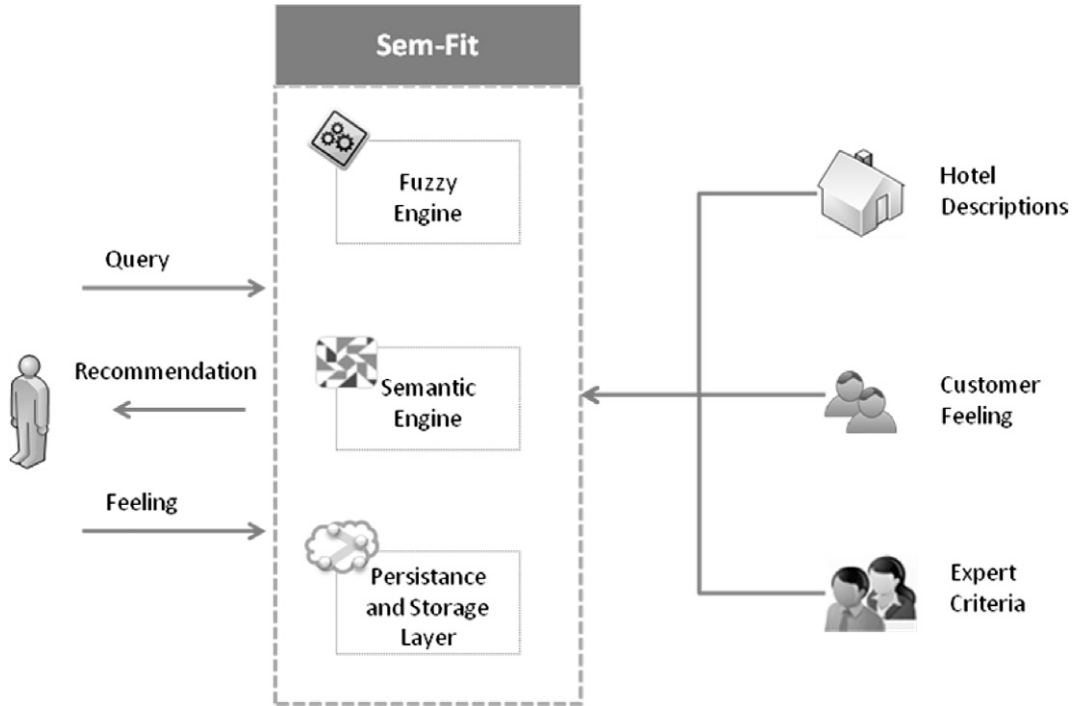 Sem-Fit
Fuzzy
Engine
Query
Recommendation
Semantic
Engine
Feeling
Persistance
and Storage
Layer
Hotel
Descriptions
Customer
Feeling
Expert
Criteria